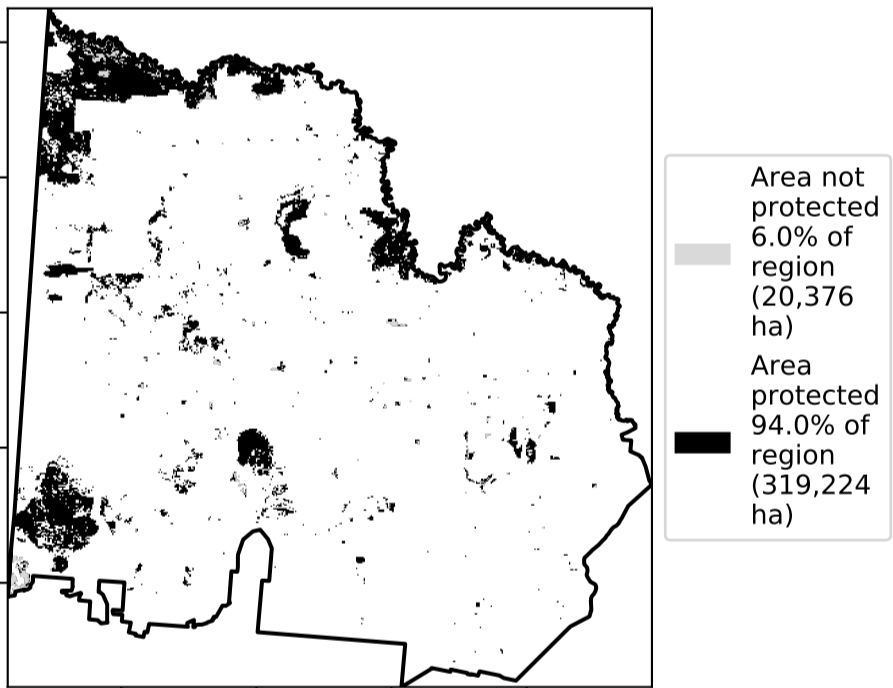 Area not
protected
6.0% of
region
(20,376
ha)
Area
protected
94.0% of
region
(319,224
ha)